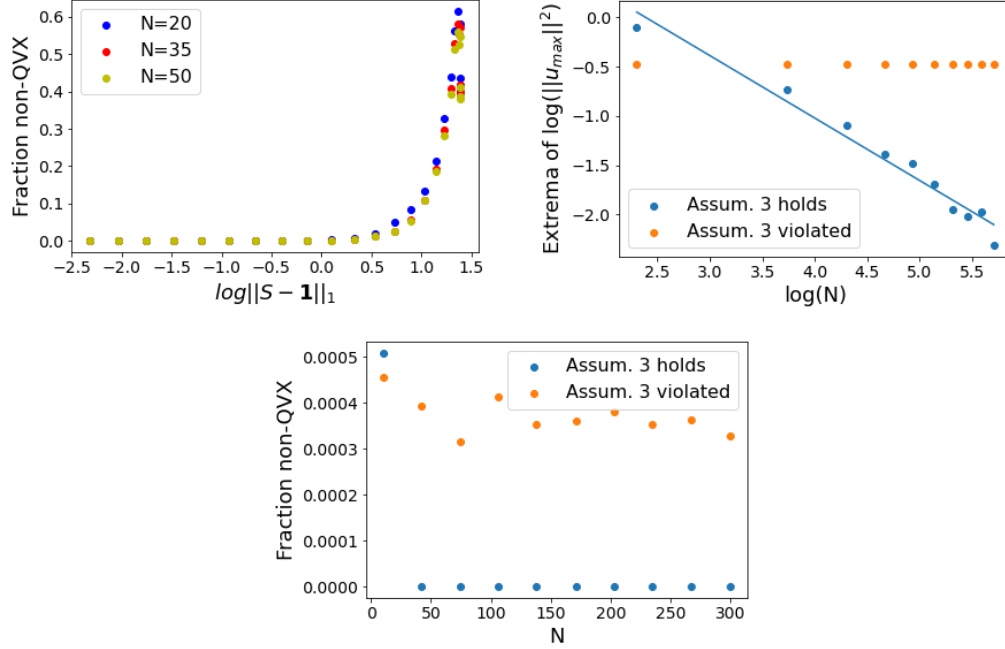 Fraction non-QVX
0.6
0.5
0.4
0.3
0.2
0.1
0.0
N=20
N=35
N=50
−2.5 −2.0 −1.5 −1.0 −0.5 0.0 0.5 1.0 1.5
log||S − 1||₁
Extrema of log(||u_max||²)
0.0
−0.5
−1.0
−1.5
−2.0
Assum. 3 holds
Assum. 3 violated
2.5 3.0 3.5 4.0 4.5 5.0 5.5
log(N)
Fraction non-QVX
0.0005
0.0004
0.0003
0.0002
0.0001
0.0000
Assum. 3 holds
Assum. 3 violated
0 50 100 150 200 250 300
N